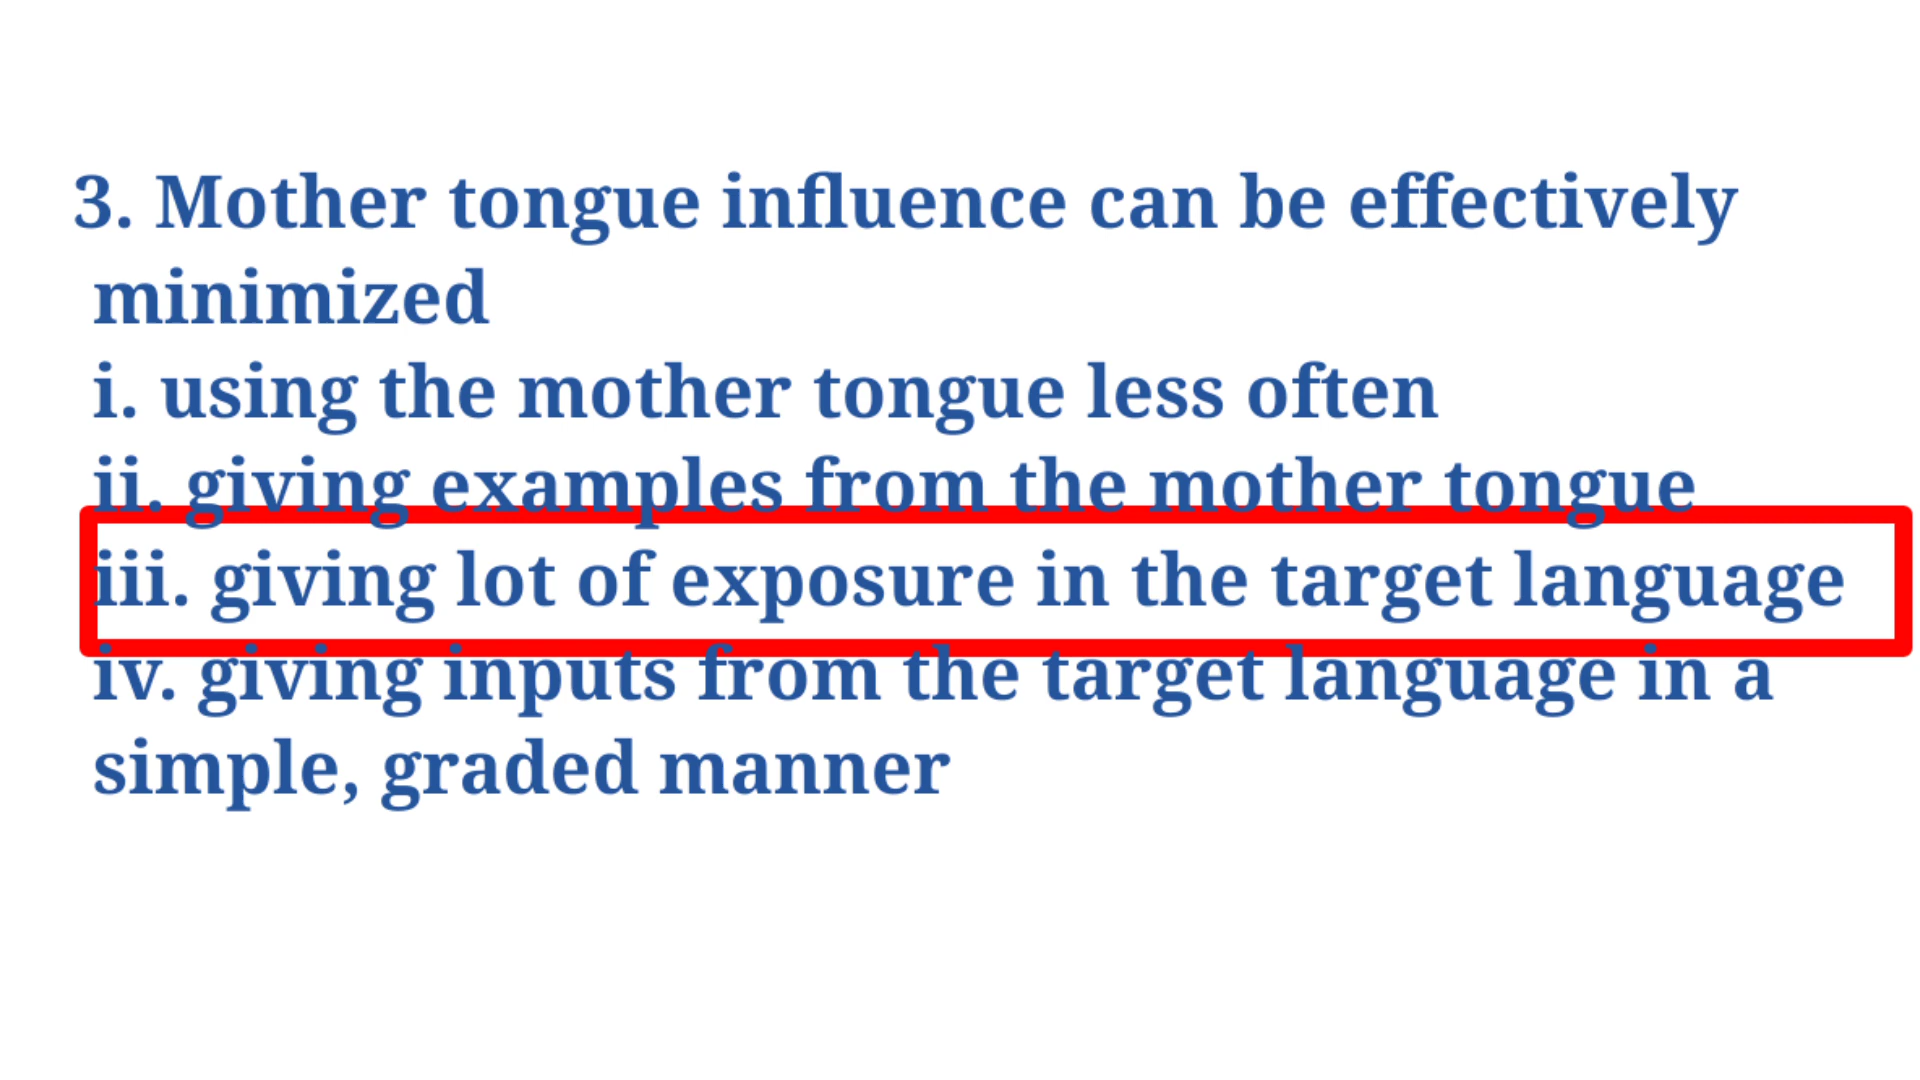 3. Mother tongue influence can be effectively
minimized
i. using the mother tongue less often
ii. giving examples from the mother tongue
iii. giving lot of exposure in the target language
iv. giving inputs from the target language in a
simple, graded manner